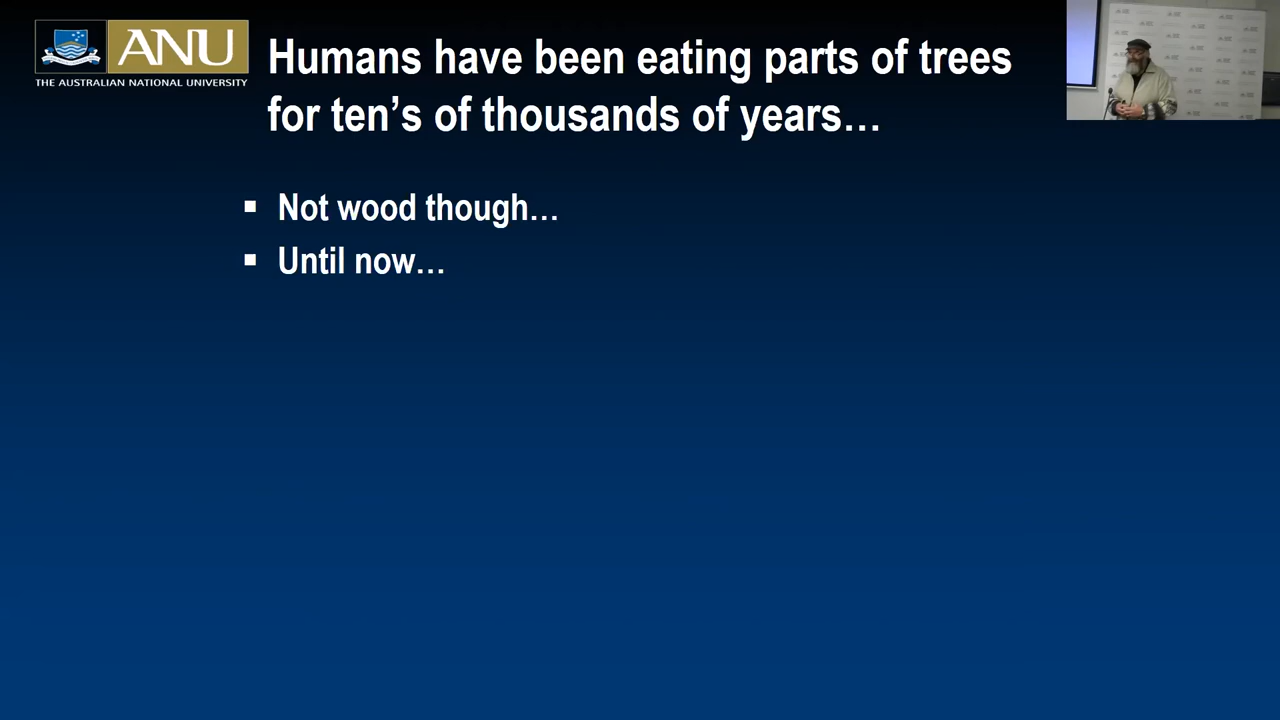 ANU
THE AUSTRALIAN NATIONAL UNIVERSITY
Humans have been eating parts of trees
for ten’s of thousands of years…
Not wood though…
Until now…